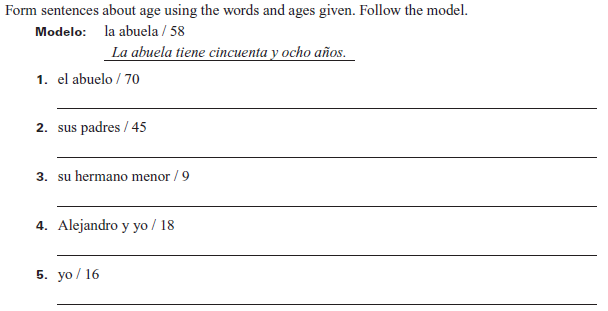 Form sentences about age using the words and ages given. Follow the model.
Modelo: la abuela / 58
La abuela tiene cincuenta y ocho años.
1. el abuelo / 70
2. sus padres / 45
3. su hermano menor / 9
4. Alejandro y yo / 18
5. yo / 16